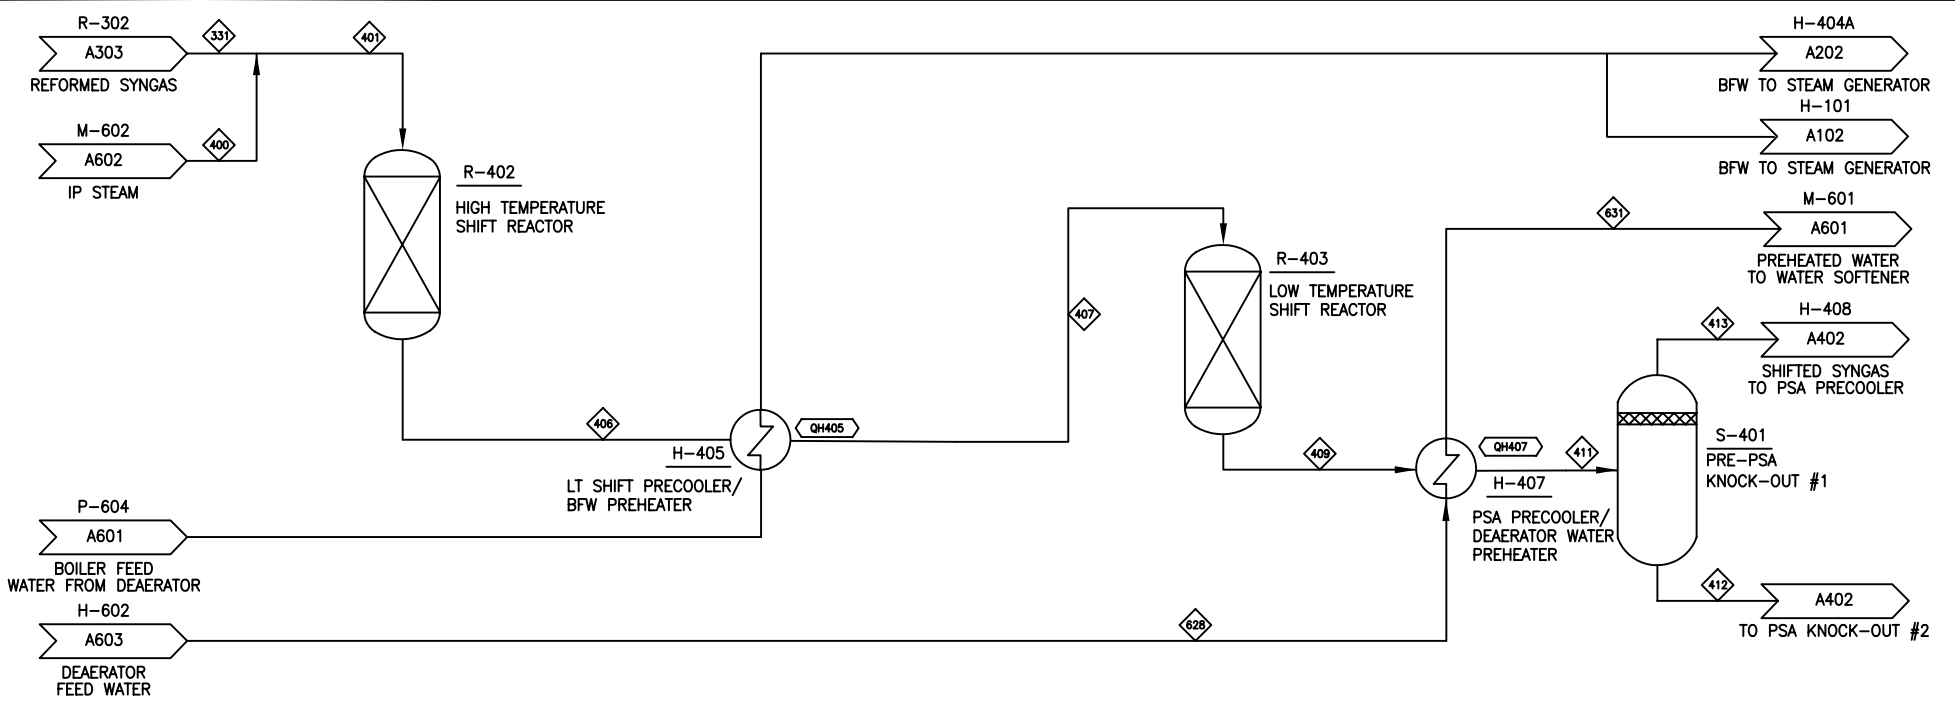 R-302
A303
REFORMED SYNGAS
331
401
M-602
A602
IP STEAM
400
R-402
HIGH TEMPERATURE
SHIFT REACTOR
406
H-405
QH405
LT SHIFT PRECOOLER/
BFW PREHEATER
P-604
A601
BOILER FEED
WATER FROM DEAERATOR
H-602
A603
DEAERATOR
FEED WATER
628
407
R-403
LOW TEMPERATURE
SHIFT REACTOR
409
QH407
H-407
PSA PRECOOLER/
DEAERATOR WATER
PREHEATER
411
S-401
PRE-PSA
KNOCK-OUT #1
H-404A
A202
BFW TO STEAM GENERATOR
H-101
A102
BFW TO STEAM GENERATOR
631
M-601
A601
PREHEATED WATER
TO WATER SOFTENER
413
H-408
A402
SHIFTED SYNGAS
TO PSA PRECOOLER
412
A402
TO PSA KNOCK-OUT #2